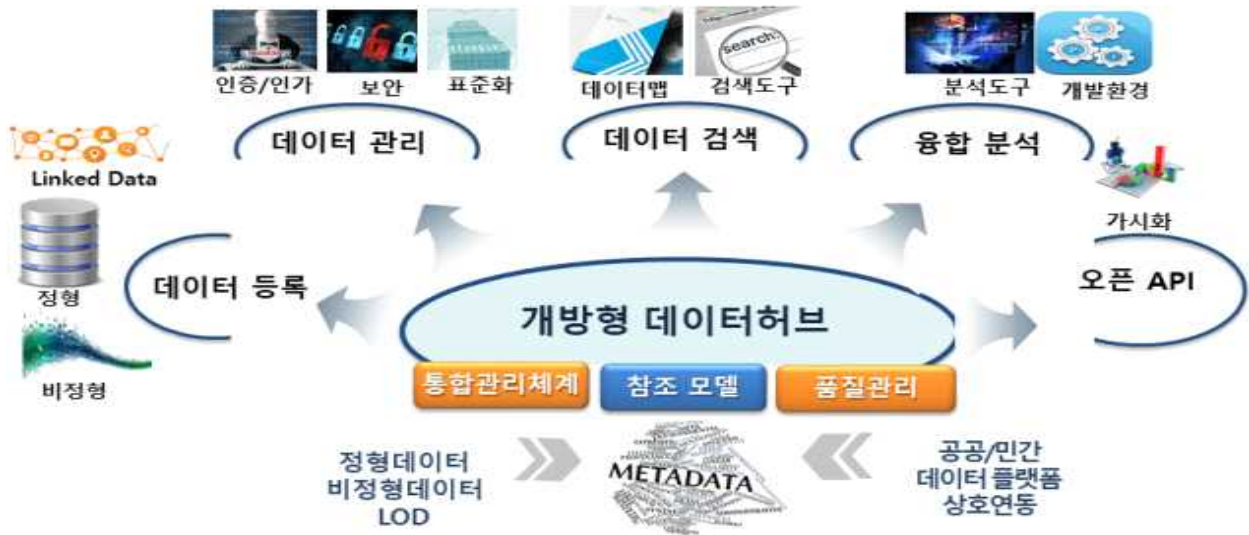 search:
인증/인가
보안
표준화
데이터맵
검색도구
분석도구
개발환경
데이터 관리
데이터 검색
융합 분석
Linked Data
가시화
정형
데이터 등록
오픈 API
비정형
개방형 데이터허브
통합관리체계
참조 모델
품질관리
정형데이터
비정형데이터
LOD
METADATA
공공/민간
데이터 플랫폼
상호연동